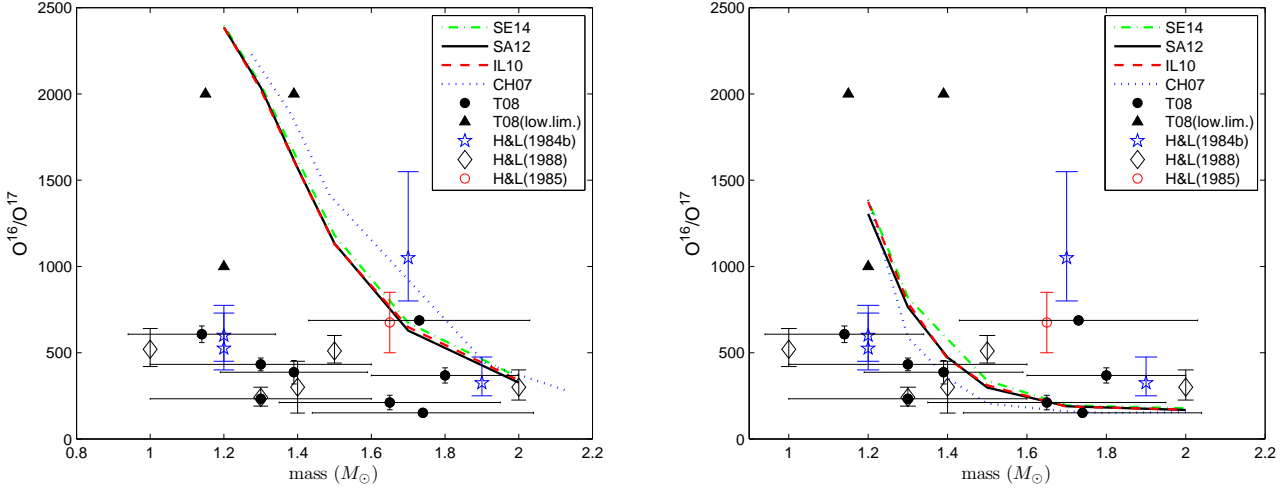 2500
2000
1500
1000
500
0
O¹⁶/O¹⁷
0.8 1 1.2 1.4 1.6 1.8 2 2.2
mass (M⊙)
SE14
SA12
IL10
CH07
T08
T08(low.lim.)
H&L(1984b)
H&L(1988)
H&L(1985)
2500
2000
1500
1000
500
0
O¹⁶/O¹⁷
1 1.2 1.4 1.6 1.8 2 2.2
mass (M⊙)
SE14
SA12
IL10
CH07
T08
T08(low.lim.)
H&L(1984b)
H&L(1988)
H&L(1985)